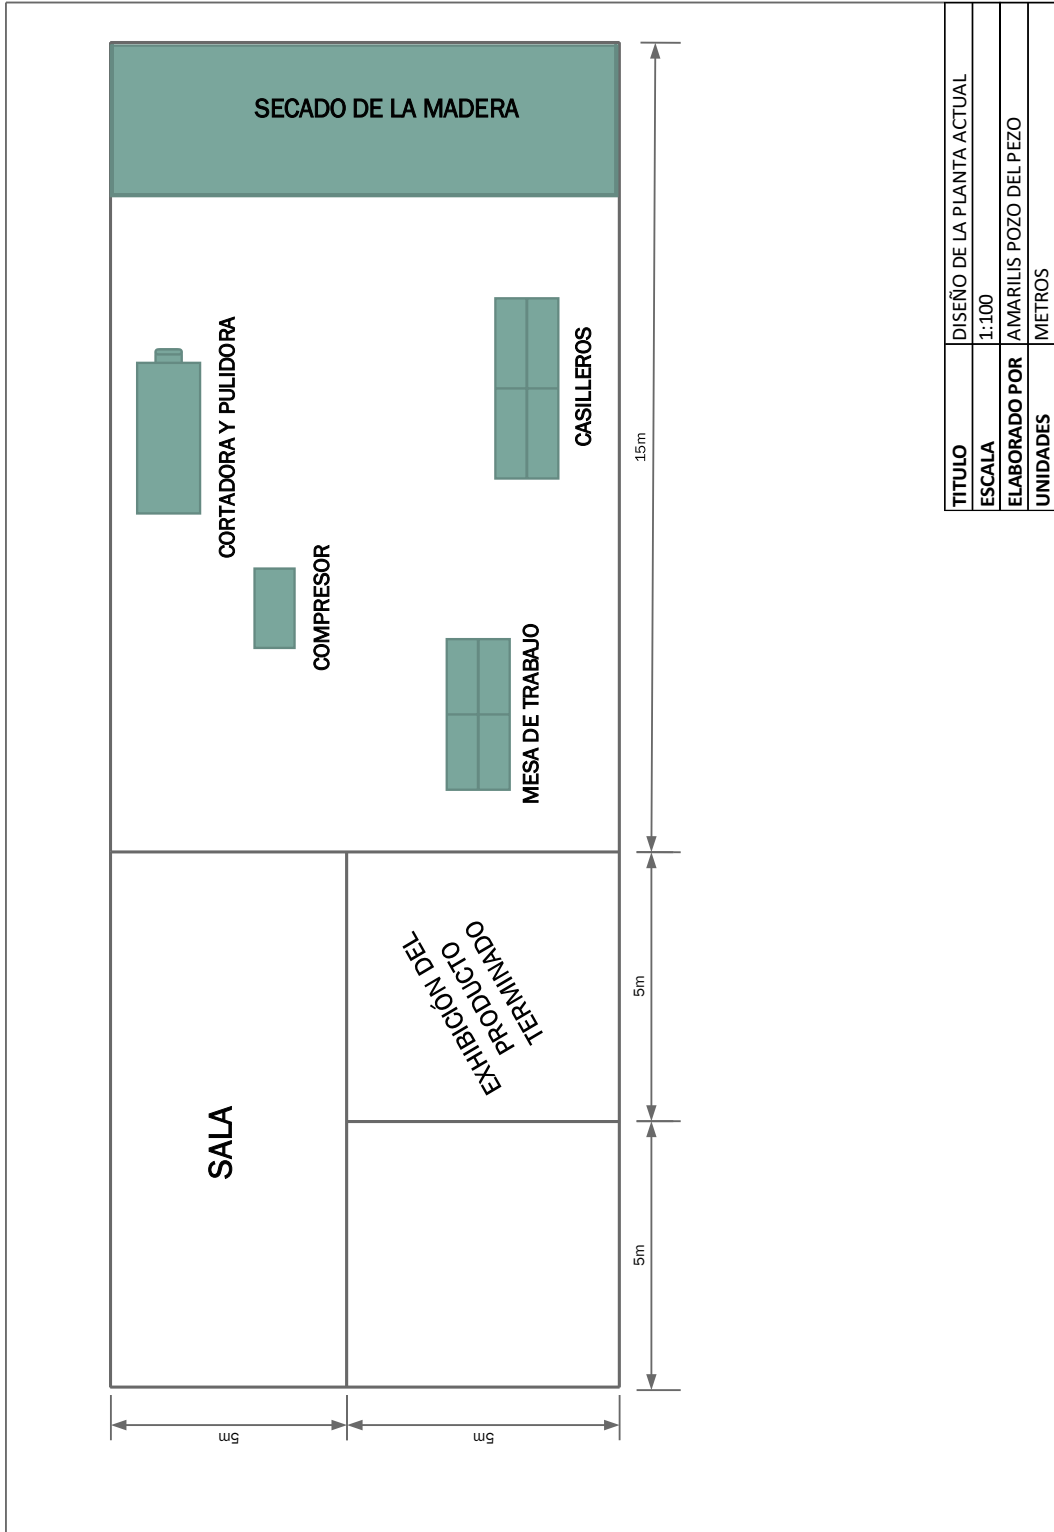 SECADO DE LA MADERA
CORTADORA Y PULIDORA
CASILLEROS
COMPRESOR
MESA DE TRABAJO
15m
SALA
EXHIBICIÓN DEL
PRODUCTO
TERMINADO
5m
5m
5m
5m
TITULO DISEÑO DE LA PLANTA ACTUAL
ESCALA 1:100
ELABORADO POR AMARILIS POZO DEL PEZO
UNIDADES METROS